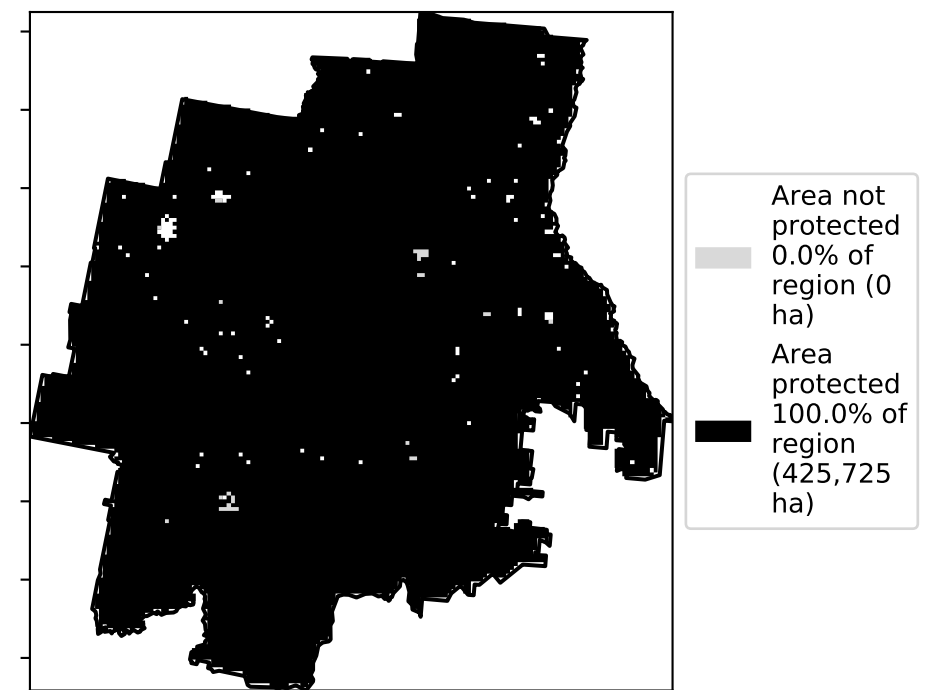 Area not
protected
0.0% of
region (0
ha)
Area
protected
100.0% of
region
(425,725
ha)